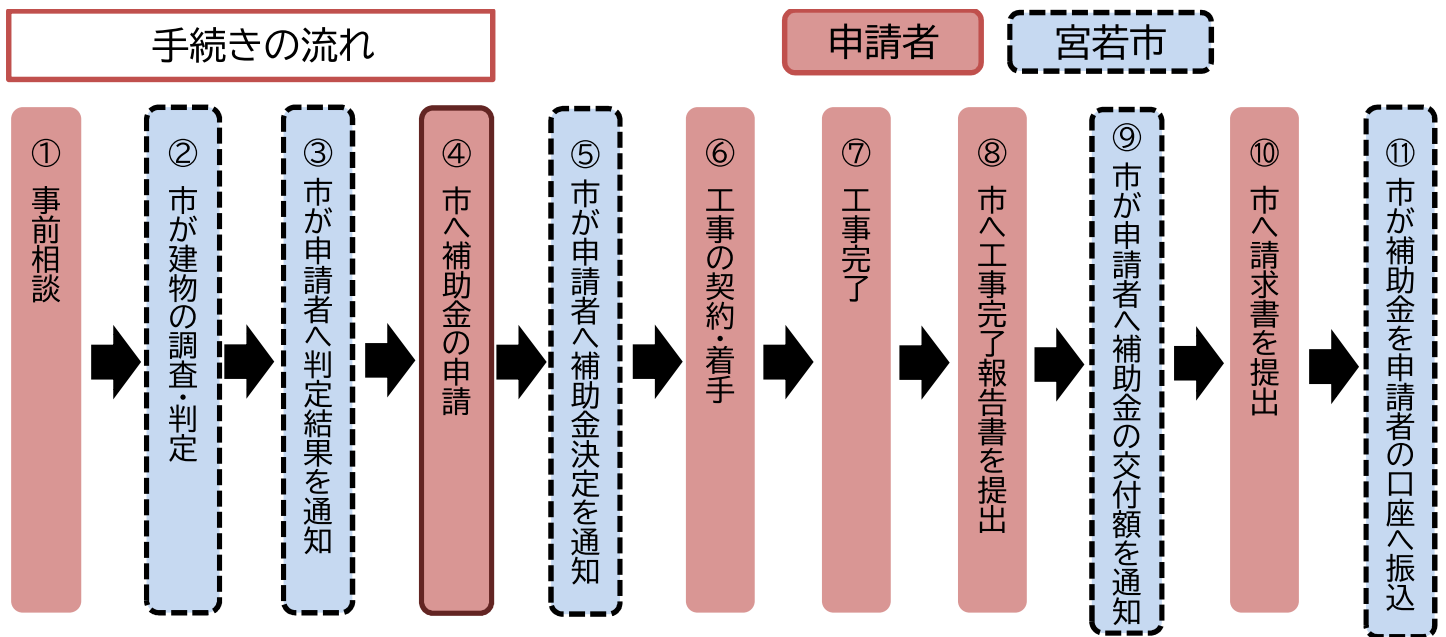 手続きの流れ
申請者
宮若市
① 事前相談
② 市が建物の調査・判定
③ 市が申請者へ判定結果を通知
④ 市へ補助金の申請
⑤ 市が申請者へ補助金決定を通知
⑥ 工事の契約・着手
⑦ 工事完了
⑧ 市へ工事完了報告書を提出
⑨ 市が申請者へ補助金の交付額を通知
⑩ 市へ請求書を提出
⑪ 市が補助金を申請者の口座へ振込